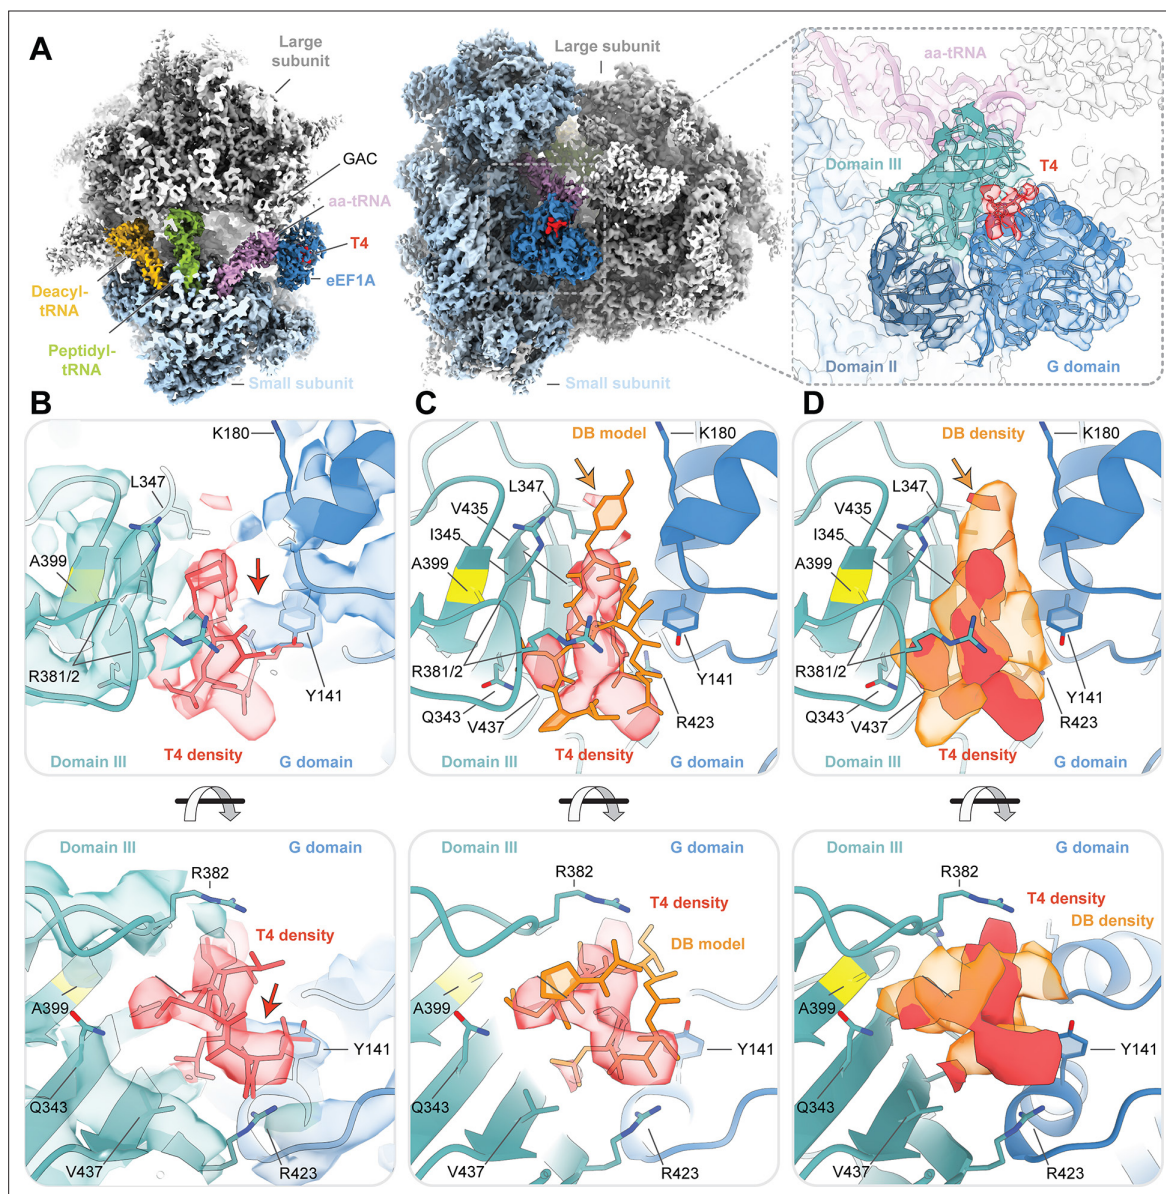 A
Large
subunit
GAC
aa-tRNA
T4
eEF1A
Deacyl-
tRNA
Peptidyl-
tRNA
Small subunit
Large subunit
Small subunit
aa-tRNA
Domain III
T4
Domain II
G domain
B
K180
L347
A399
R381/2
Y141
Domain III
T4 density
G domain
C
DB model
K180
L347
V435
I345
A399
R381/2
Q343
V437
Y141
R423
Domain III
T4 density
G domain
D
DB density
K180
L347
V435
I345
A399
R381/2
Q343
V437
Y141
R423
Domain III
T4 density
G domain
Domain III
G domain
R382
T4 density
A399
Y141
Q343
V437
R423
Domain III
G domain
R382
T4 density
DB model
A399
Y141
Q343
V437
R423
Domain III
G domain
R382
T4 density
DB density
A399
Y141
Q343
V437
R423